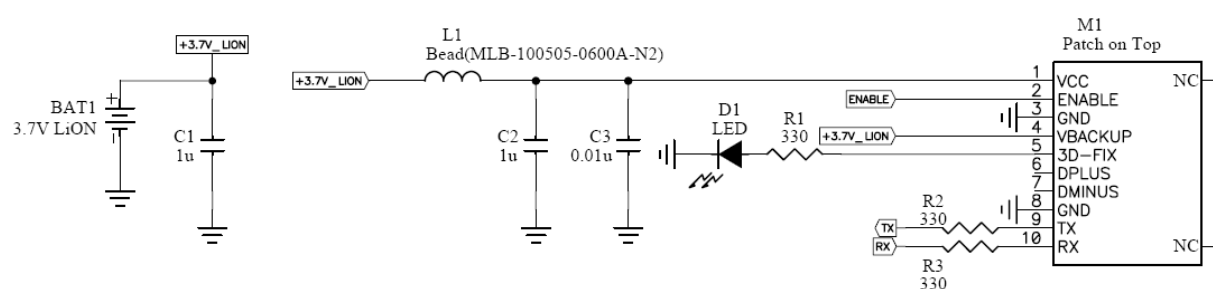 +3.7V_LION
BAT1
3.7V LiON
+
-
C1
1u
+3.7V_LION
L1
Bead(MLB-100505-0600A-N2)
C2
1u
C3
0.01u
D1
LED
R1
330
ENABLE
+3.7V_LION
TX
RX
R2
330
R3
330
M1
Patch on Top
1 VCC
2 ENABLE
3 GND
4 VBACKUP
5 3D-FIX
6 DPLUS
7 DMINUS
8 GND
9 TX
10 RX
NC
NC